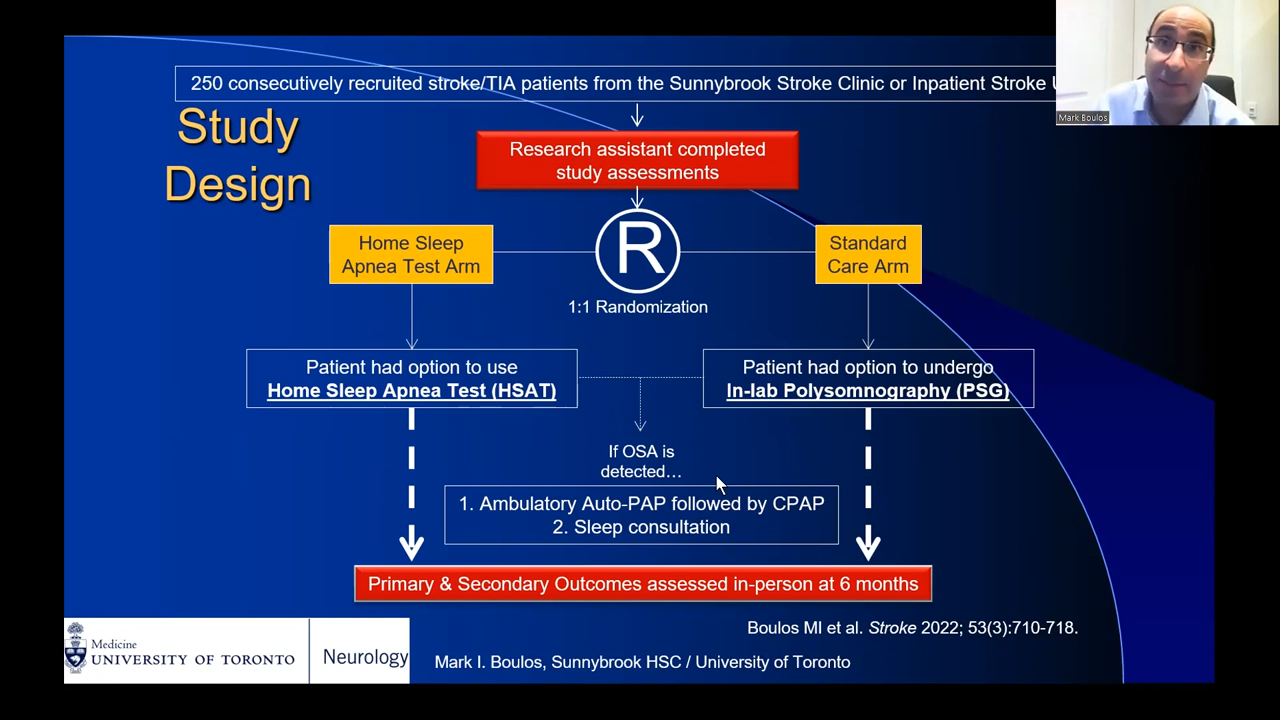 250 consecutively recruited stroke/TIA patients from the Sunnybrook Stroke Clinic or Inpatient Stroke
Mark Boulos
Study
Design
Research assistant completed
study assessments
Home Sleep
Apnea Test Arm
R
1:1 Randomization
Standard
Care Arm
Patient had option to use
Home Sleep Apnea Test (HSAT)
Patient had option to undergo
In-lab Polysomnography (PSG)
If OSA is
detected…
1. Ambulatory Auto-PAP followed by CPAP
2. Sleep consultation
Primary & Secondary Outcomes assessed in-person at 6 months
Boulos MI et al. Stroke 2022; 53(3):710-718.
Medicine
UNIVERSITY OF TORONTO
Neurology
Mark I. Boulos, Sunnybrook HSC / University of Toronto